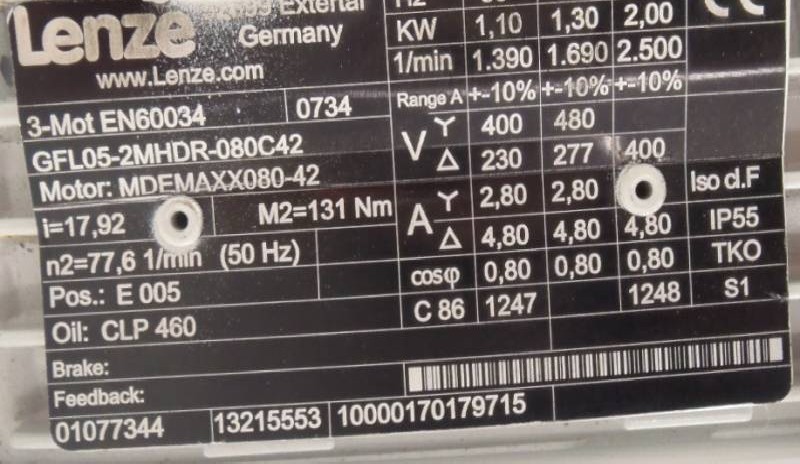 Lenze
Extertal
Germany
www.Lenze.com
Hz
KW 1,10 1,30 2,00
1/min 1.390 1.690 2.500
3-Mot EN60034 0734
Range A +-10% +-10% +-10%
GFL05-2MHDR-080C42
V Y 400 480
Δ 230 277 400
Motor: MDEMAXX080-42
Iso cl.F
i=17,92 M2=131 Nm
A Y 2,80 2,80
Δ 4,80 4,80 4,80 IP55
n2=77,6 1/min (50 Hz)
cosφ 0,80 0,80 0,80 TKO
Pos.: E 005
C 86 1247 1248 S1
Oil: CLP 460
Brake:
Feedback:
01077344 13215553 10000170179715